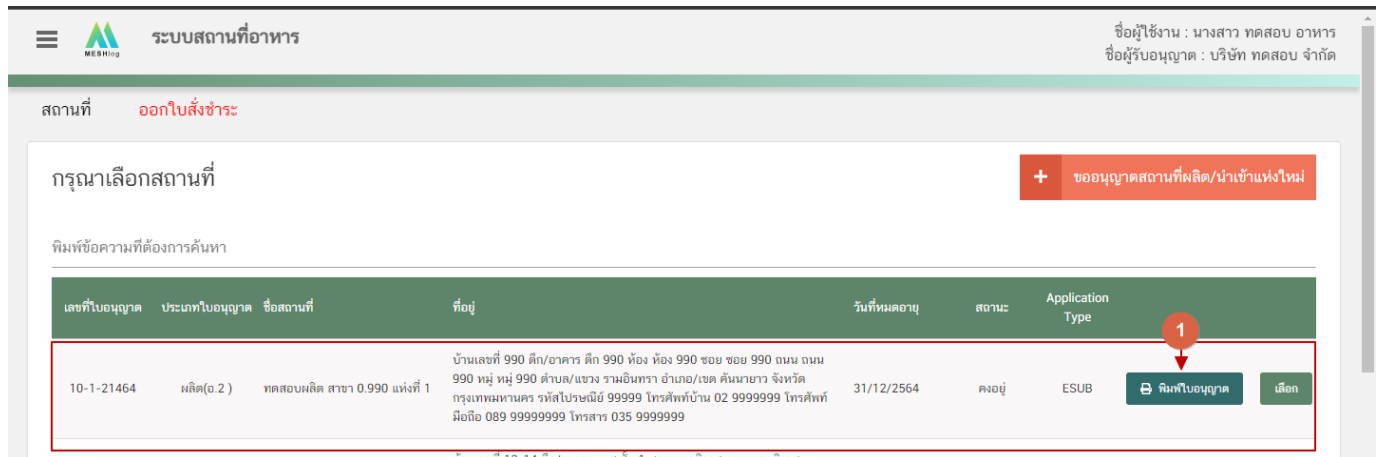 MESHlog
ระบบสถานที่อาหาร
ชื่อผู้ใช้งาน : นางสาว ทดสอบ อาหาร
ชื่อผู้รับอนุญาต : บริษัท ทดสอบ จำกัด
สถานที่ ออกใบสั่งชำระ
กรุณาเลือกสถานที่
+ ขออนุญาตสถานที่ผลิต/นำเข้าแห่งใหม่
พิมพ์ข้อความที่ต้องการค้นหา
เลขที่ใบอนุญาต ประเภทใบอนุญาต ชื่อสถานที่ ที่อยู่ วันที่หมดอายุ สถานะ Application
Type
1
บ้านเลขที่ 990 ตึก/อาคาร ตึก 990 ห้อง ห้อง 990 ซอย ซอย 990 ถนน ถนน
990 หมู่ หมู่ 990 ตำบล/แขวง รามอินทรา อำเภอ/เขต คันนายาว จังหวัด
กรุงเทพมหานคร รหัสไปรษณีย์ 99999 โทรศัพท์บ้าน 02 9999999 โทรศัพท์
มือถือ 089 99999999 โทรสาร 035 9999999
10-1-21464 ผลิต(อ.2 ) ทดสอบผลิต สาขา 0.990 แห่งที่ 1 31/12/2564 คงอยู่ ESUB พิมพ์ใบอนุญาต เลือก